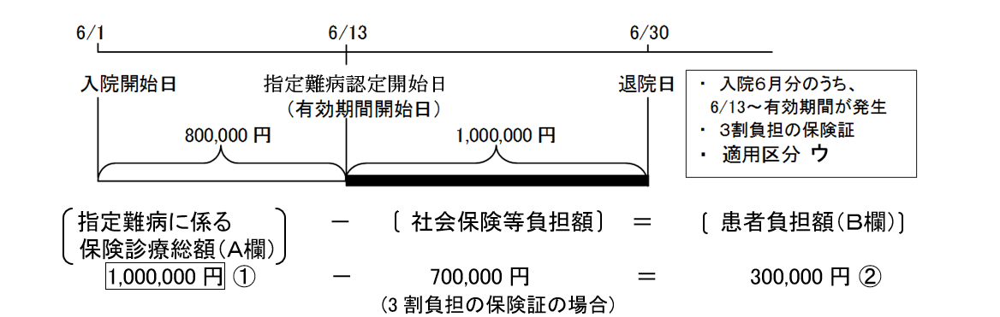 6/1
6/13
6/30
入院開始日
指定難病認定開始日
(有効期間開始日)
退院日
・ 入院6月分のうち、
6/13～有効期間が発生
・ 3割負担の保険証
・ 適用区分 ウ
800,000 円
1,000,000 円
指定難病に係る
保険診療総額(A欄)
－
〔 社会保険等負担額 〕
＝
〔 患者負担額(B欄)〕
1,000,000 円 ①
－
700,000 円
＝
300,000 円 ②
(3 割負担の保険証の場合)